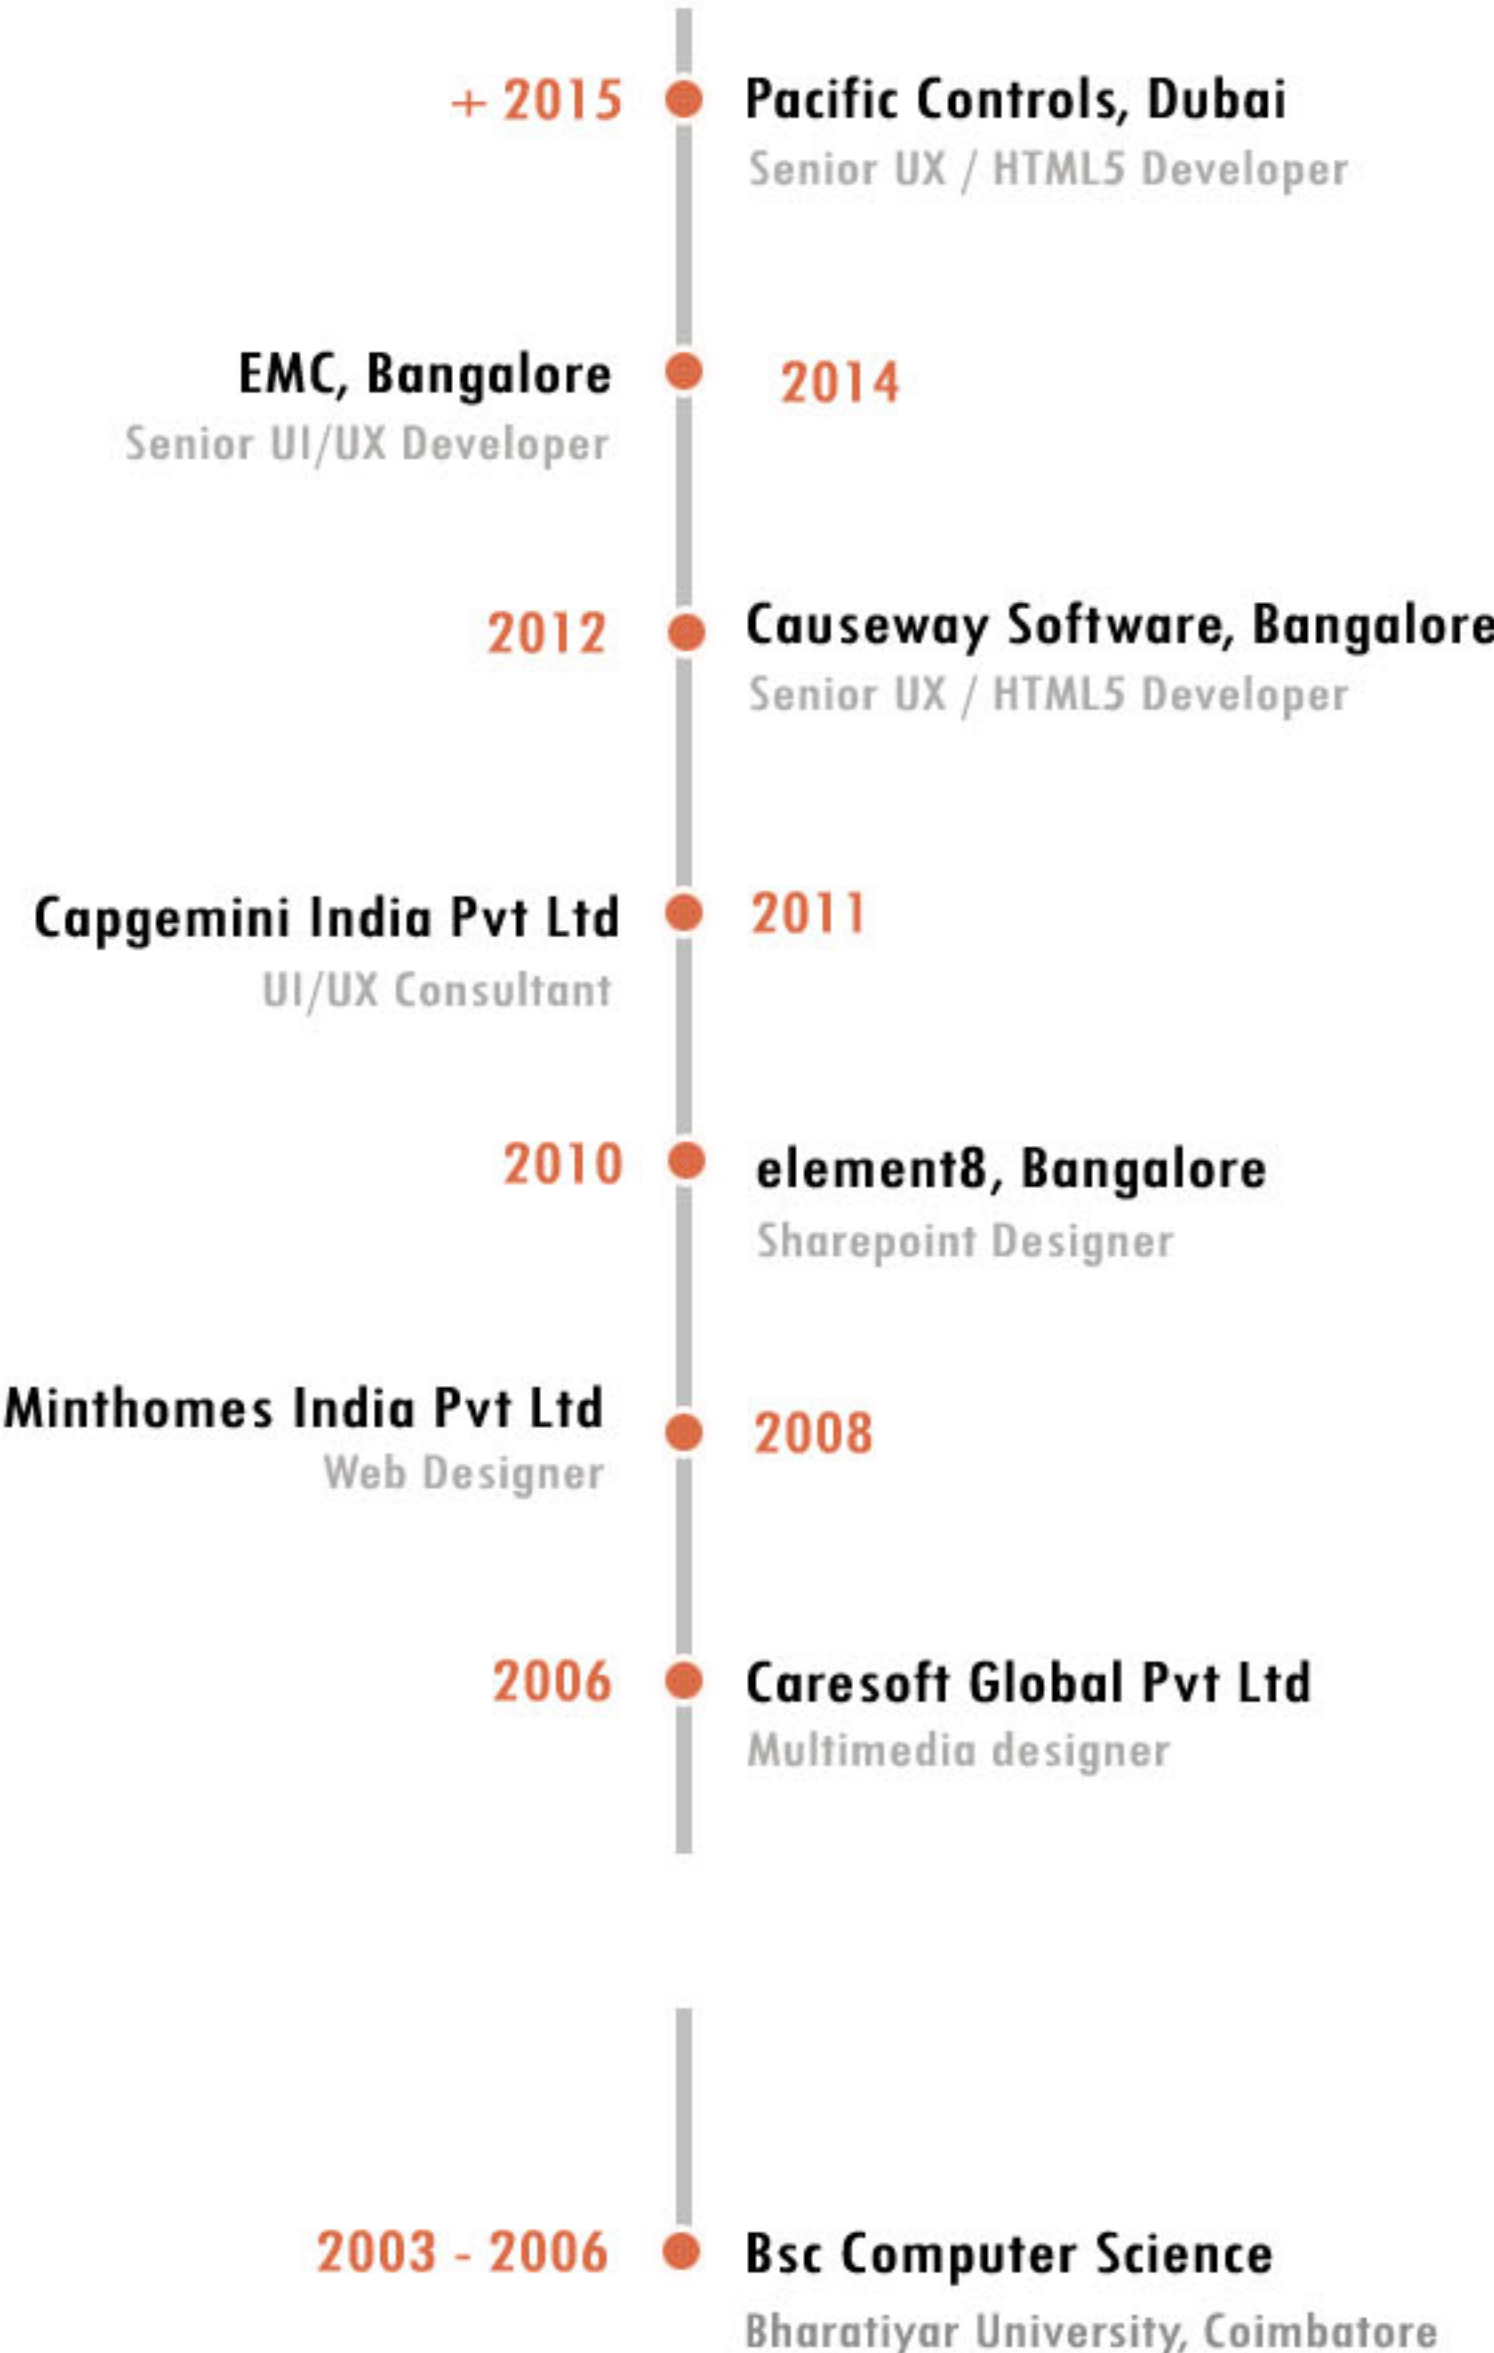 + 2015
Pacific Controls, Dubai
Senior UX / HTML5 Developer
EMC, Bangalore
2014
Senior UI/UX Developer
2012
Causeway Software, Bangalore
Senior UX / HTML5 Developer
Capgemini India Pvt Ltd
2011
UI/UX Consultant
2010
element8, Bangalore
Sharepoint Designer
Minthomes India Pvt Ltd
2008
Web Designer
2006
Caresoft Global Pvt Ltd
Multimedia designer
2003 - 2006
Bsc Computer Science
Bharatiyar University, Coimbatore